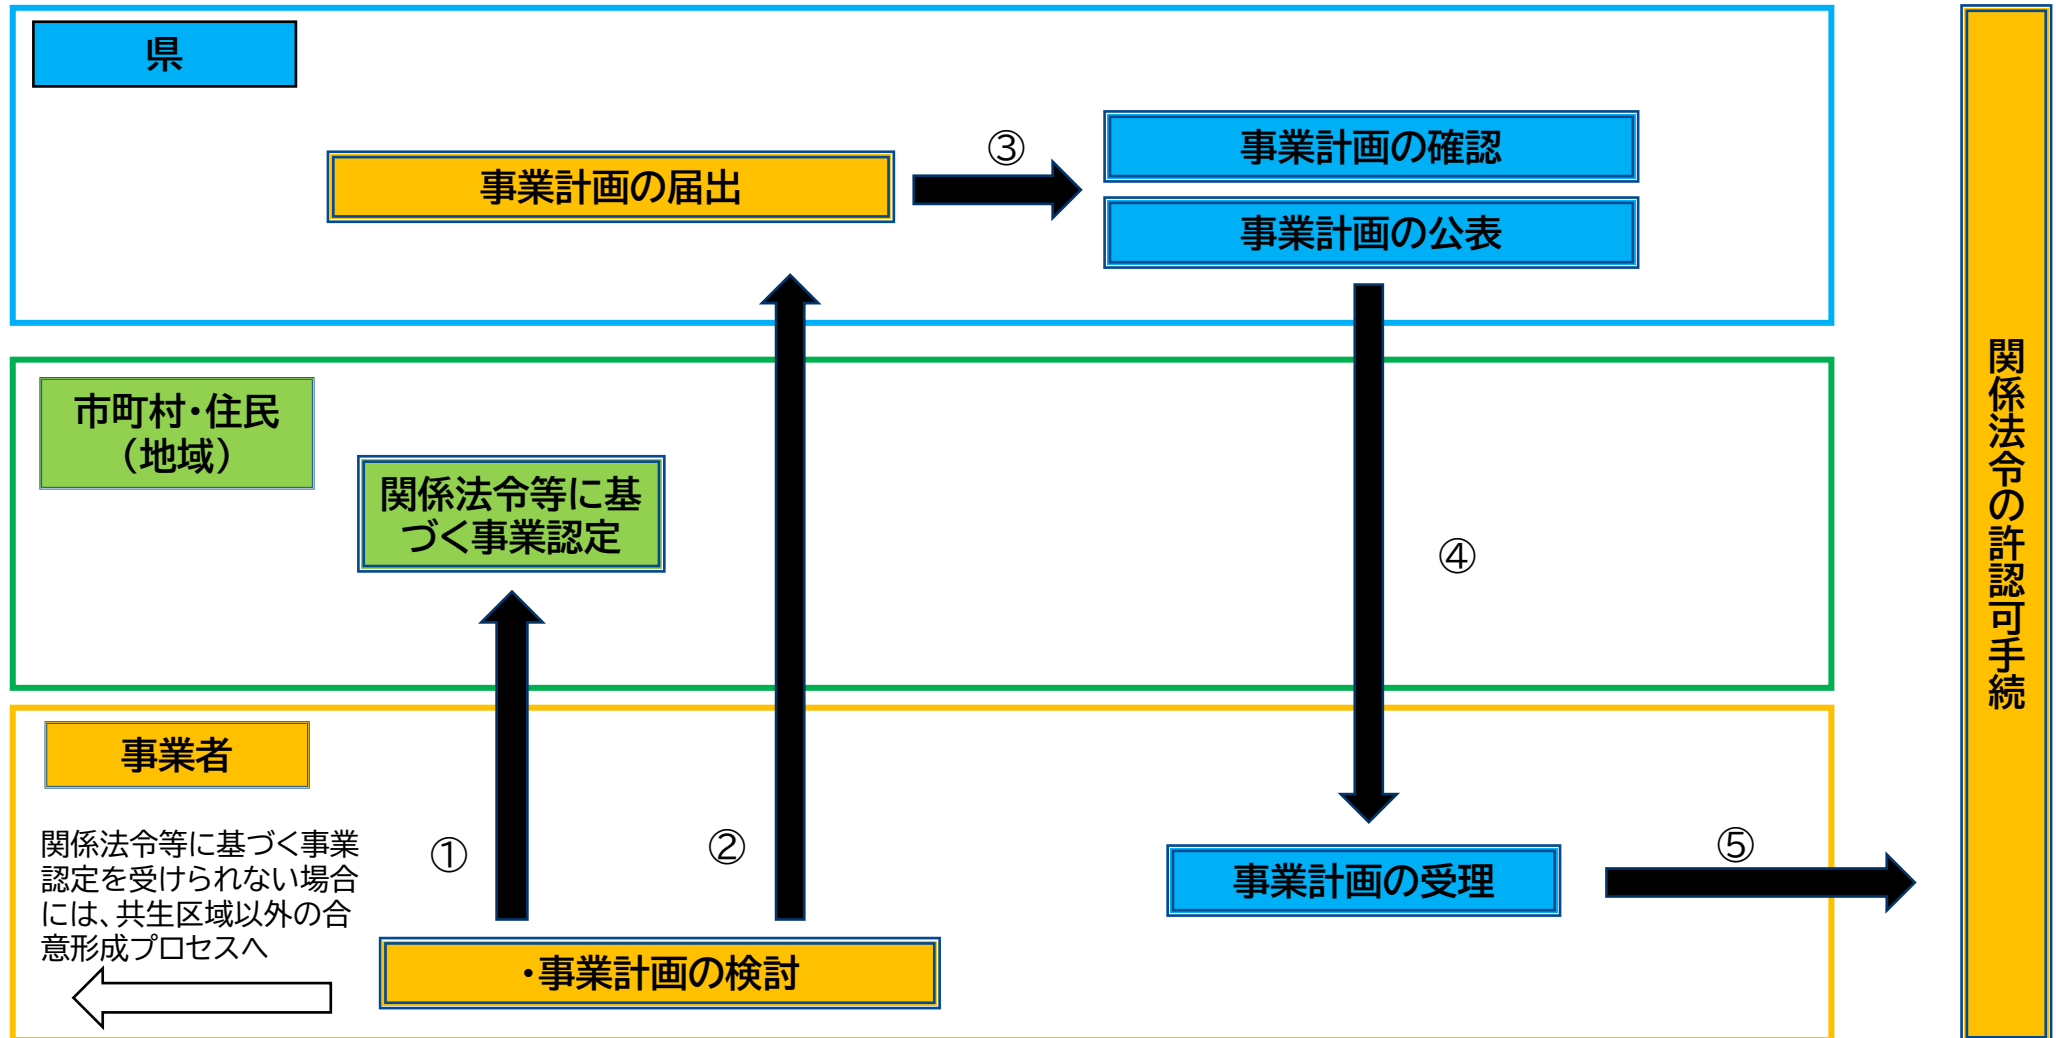 県
事業計画の届出
③
事業計画の確認
事業計画の公表
市町村・住民
（地域）
関係法令等に基
づく事業認定
④
事業者
関係法令等に基づく事業
認定を受けられない場合
には、共生区域以外の合
意形成プロセスへ
①
②
・事業計画の検討
事業計画の受理
⑤
関係法令の許認可手続